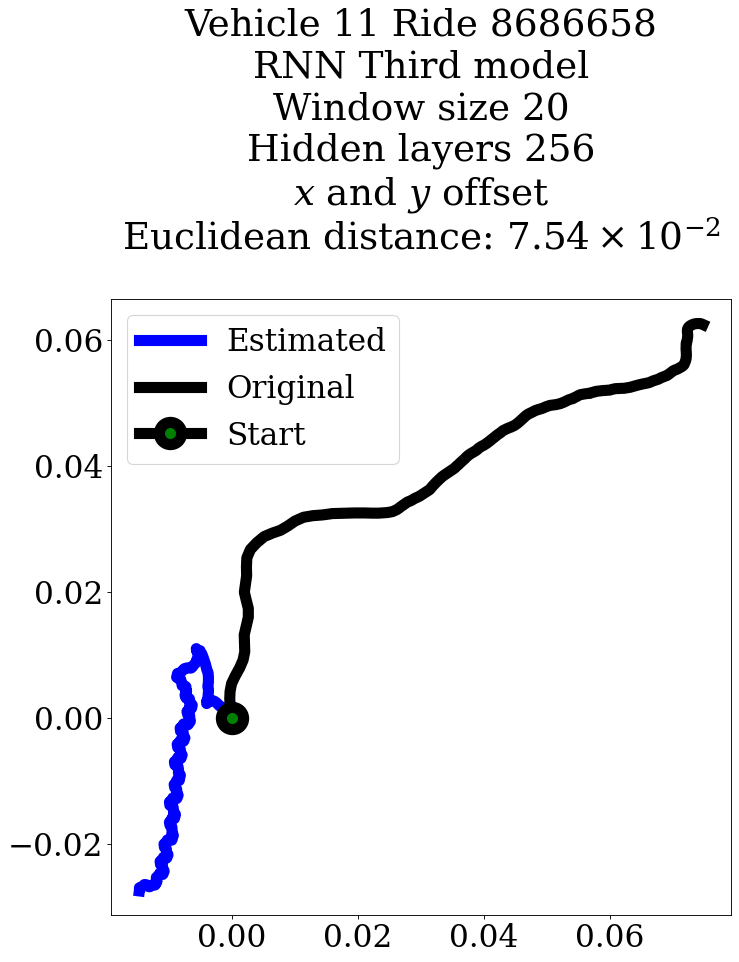 Vehicle 11 Ride 8686658
RNN Third model
Window size 20
Hidden layers 256
x and y offset
Euclidean distance: 7.54 × 10⁻²
Estimated
Original
Start
0.06
0.04
0.02
0.00
−0.02
0.00 0.02 0.04 0.06